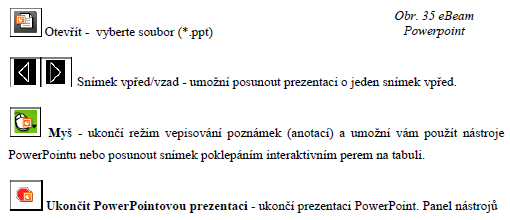 Otevřít - vyberte soubor (*.ppt)
Obr. 35 eBeam
Powerpoint
Snímek vpřed/vzad - umožní posunout prezentaci o jeden snímek vpřed.
Myš - ukončí režim vepisování poznámek (anotací) a umožní vám použít nástroje
PowerPointu nebo posunout snímek poklepáním interaktivním perem na tabuli.
Ukončit PowerPointovou prezentaci - ukončí prezentaci PowerPoint. Panel nástrojů